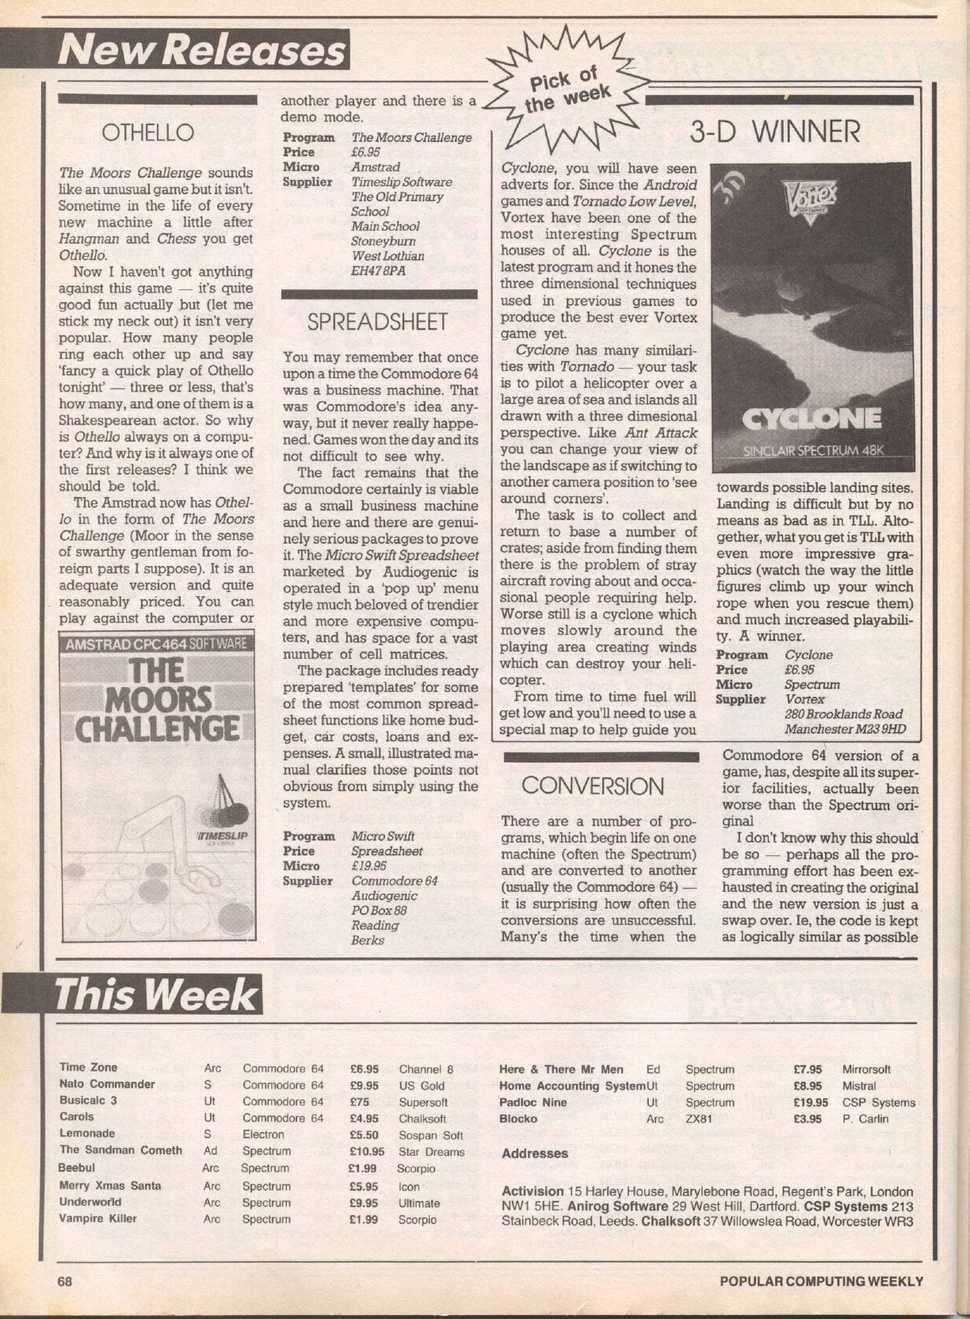 New Releases
OTHELLO
The Moors Challenge sounds
like an unusual game but it isn't.
Sometime in the life of every
new machine a little after
Hangman and Chess you get
Othello.
Now I haven't got anything
against this game — it's quite
good fun actually but (let me
stick my neck out) it isn't very
popular. How many people
ring each other up and say
'fancy a quick play of Othello
tonight' — three or less, that's
how many, and one of them is a
Shakespearean actor. So why
is Othello always on a compu-
ter? And why is it always one of
the first releases? I think we
should be told.
The Amstrad now has Othel-
lo in the form of The Moors
Challenge (Moor in the sense
of swarthy gentleman from fo-
reign parts I suppose). It is an
adequate version and quite
reasonably priced. You can
play against the computer or
AMSTRAD CPC464 SOFTWARE
THE
MOORS
CHALLENGE
TIMESLIP
another player and there is a
demo mode.
Program The Moors Challenge
Price £6.95
Micro Amstrad
Supplier Timeslip Software
The Old Primary
School
Main School
Stoneyburn
West Lothian
EH47 8PA
SPREADSHEET
You may remember that once
upon a time the Commodore 64
was a business machine. That
was Commodore's idea any-
way, but it never really happe-
ned. Games won the day and its
not difficult to see why.
The fact remains that the
Commodore certainly is viable
as a small business machine
and here and there are genui-
nely serious packages to prove
it. The Micro Swift Spreadsheet
marketed by Audiogenic is
operated in a 'pop up' menu
style much beloved of trendier
and more expensive compu-
ters, and has space for a vast
number of cell matrices.
The package includes ready
prepared 'templates' for some
of the most common spread-
sheet functions like home bud-
get, car costs, loans and ex-
penses. A small, illustrated ma-
nual clarifies those points not
obvious from simply using the
system.
Program Micro Swift
Price Spreadsheet
Micro £19.95
Supplier Commodore 64
Audiogenic
PO Box 88
Reading
Berks
Pick of
the week
3-D WINNER
Cyclone, you will have seen
adverts for. Since the Android
games and Tornado Low Level,
Vortex have been one of the
most interesting Spectrum
houses of all. Cyclone is the
latest program and it hones the
three dimensional techniques
used in previous games to
produce the best ever Vortex
game yet.
Cyclone has many similari-
ties with Tornado — your task
is to pilot a helicopter over a
large area of sea and islands all
drawn with a three dimesional
perspective. Like Ant Attack
you can change your view of
the landscape as if switching to
another camera position to 'see
around corners'.
The task is to collect and
return to base a number of
crates; aside from finding them
there is the problem of stray
aircraft roving about and occa-
sional people requiring help.
Worse still is a cyclone which
moves slowly around the
playing area creating winds
which can destroy your heli-
copter.
From time to time fuel will
get low and you'll need to use a
special map to help guide you
3D
Vortex
CYCLONE
SINCLAIR SPECTRUM 48K
towards possible landing sites.
Landing is difficult but by no
means as bad as in TLL. Alto-
gether, what you get is TLL with
even more impressive gra-
phics (watch the way the little
figures climb up your winch
rope when you rescue them)
and much increased playabili-
ty. A winner.
Program Cyclone
Price £6.95
Micro Spectrum
Supplier Vortex
280 Brooklands Road
Manchester M23 9HD
CONVERSION
There are a number of pro-
grams, which begin life on one
machine (often the Spectrum)
and are converted to another
(usually the Commodore 64) —
it is surprising how often the
conversions are unsuccessful.
Many's the time when the
Commodore 64 version of a
game, has, despite all its super-
ior facilities, actually been
worse than the Spectrum ori-
ginal
I don't know why this should
be so — perhaps all the pro-
gramming effort has been ex-
hausted in creating the original
and the new version is just a
swap over. Ie, the code is kept
as logically similar as possible
This Week
Time Zone Arc Commodore 64 £6.95 Channel 8
Nato Commander S Commodore 64 £9.95 US Gold
Busicalc 3 Ut Commodore 64 £75 Supersoft
Carols Ut Commodore 64 £4.95 Chalksoft
Lemonade S Electron £5.50 Sospan Soft
The Sandman Cometh Ad Spectrum £10.95 Star Dreams
Beebul Arc Spectrum £1.99 Scorpio
Merry Xmas Santa Arc Spectrum £5.95 Icon
Underworld Arc Spectrum £9.95 Ultimate
Vampire Killer Arc Spectrum £1.99 Scorpio
Here & There Mr Men Ed Spectrum £7.95 Mirrorsoft
Home Accounting System Ut Spectrum £8.95 Mistral
Padloc Nine Ut Spectrum £19.95 CSP Systems
Blocko Arc ZX81 £3.95 P. Carlin
Addresses
Activision 15 Harley House, Marylebone Road, Regent's Park, London
NW1 5HE. Anirog Software 29 West Hill, Dartford. CSP Systems 213
Stainbeck Road, Leeds. Chalksoft 37 Willowslea Road, Worcester WR3
68
POPULAR COMPUTING WEEKLY